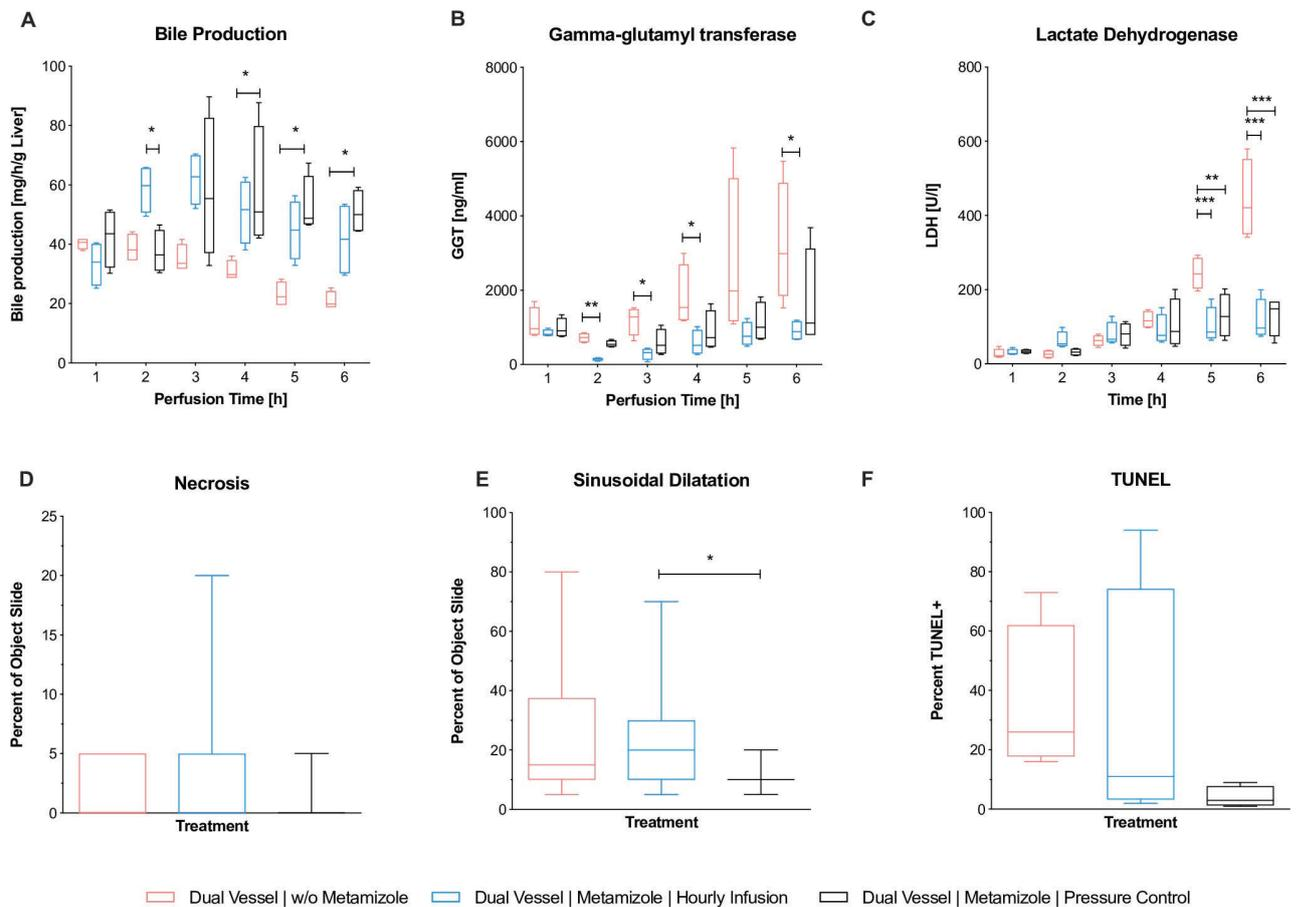 A
Bile Production
Bile production [mg/h/g Liver]
100
80
60
40
20
0
*
*
*
*
1 2 3 4 5 6
Perfusion Time [h]
B
Gamma-glutamyl transferase
GGT [ng/ml]
8000
6000
4000
2000
0
**
*
*
*
1 2 3 4 5 6
Perfusion Time [h]
C
Lactate Dehydrogenase
LDH [U/l]
800
600
400
200
0
***
**
***
***
1 2 3 4 5 6
Time [h]
D
Necrosis
Percent of Object Slide
25
20
15
10
5
0
Treatment
E
Sinusoidal Dilatation
Percent of Object Slide
100
80
60
40
20
0
*
Treatment
F
TUNEL
Percent TUNEL+
100
80
60
40
20
0
Treatment
Dual Vessel | w/o Metamizole
Dual Vessel | Metamizole | Hourly Infusion
Dual Vessel | Metamizole | Pressure Control